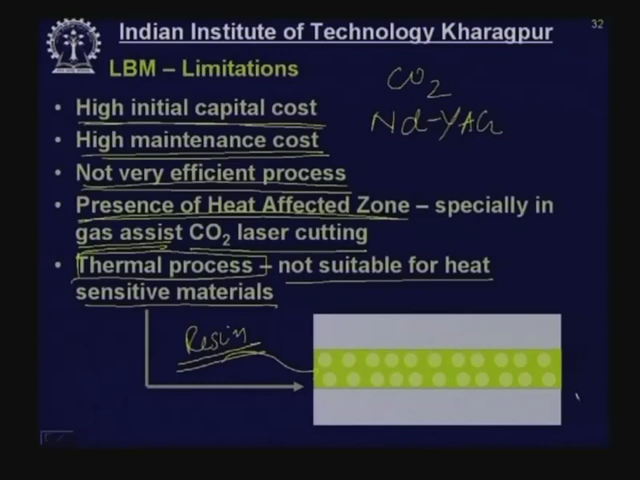 Indian Institute of Technology Kharagpur
32
LBM – Limitations
CO2
Nd-YAG
• High initial capital cost
• High maintenance cost
• Not very efficient process
• Presence of Heat Affected Zone – specially in
gas assist CO2 laser cutting
• Thermal process – not suitable for heat
sensitive materials
Resin